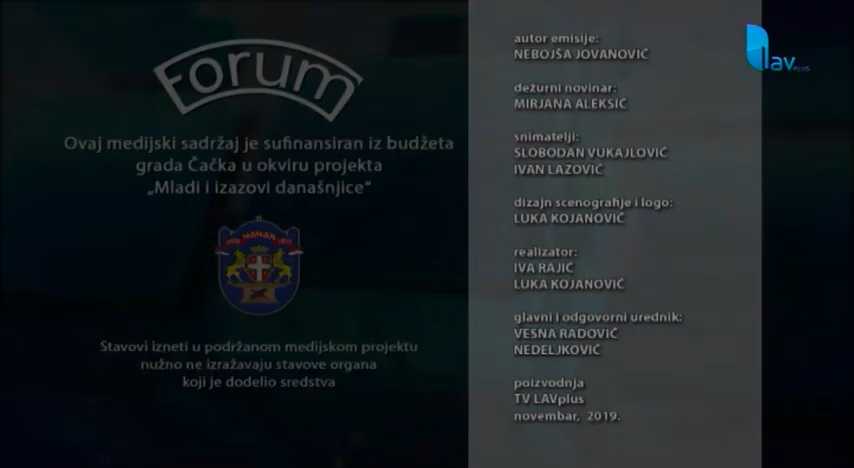 Forum
Ovaj medijski sadržaj je sufinansiran iz budžeta
grada Čačka u okviru projekta
„Mladi i izazovi današnjice“
ЧАЧАК
Stavovi izneti u podržanom medijskom projektu
nužno ne izražavaju stavove organa
koji je dodelio sredstva
autor emisije:
NEBOJŠA JOVANOVIĆ
dežurni novinar:
MIRJANA ALEKSIĆ
snimatelji:
SLOBODAN VUKAJLOVIĆ
IVAN LAZOVIĆ
dizajn scenografije i logo:
LUKA KOJANOVIĆ
realizator:
IVA RAJIĆ
LUKA KOJANOVIĆ
glavni i odgovorni urednik:
VESNA RADOVIĆ
NEDELJKOVIĆ
poizvodnja
TV LAVplus
novembar, 2019.
lav PLUS